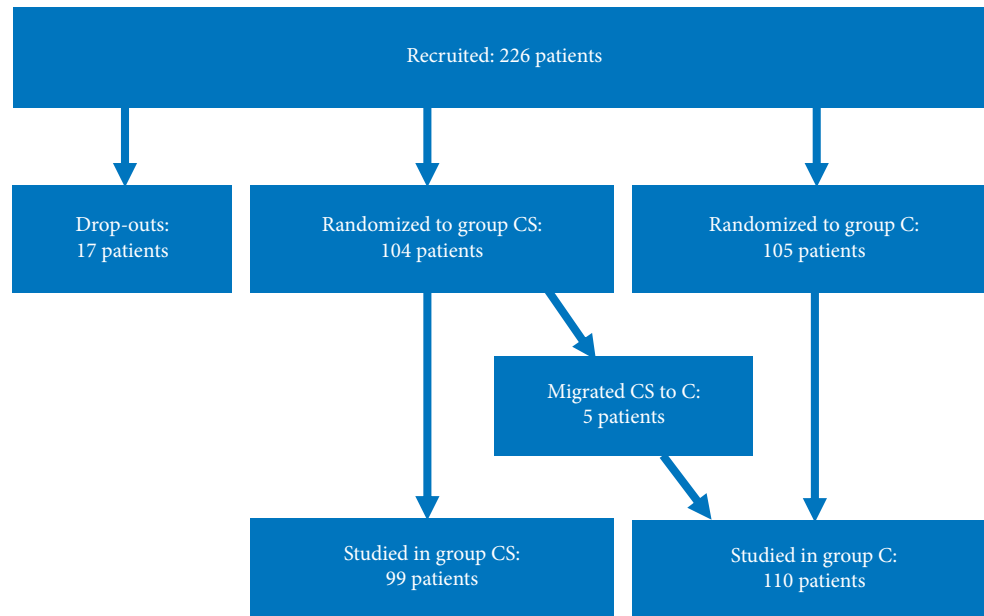 Recruited: 226 patients
Drop-outs:
17 patients
Randomized to group CS:
104 patients
Randomized to group C:
105 patients
Migrated CS to C:
5 patients
Studied in group CS:
99 patients
Studied in group C:
110 patients